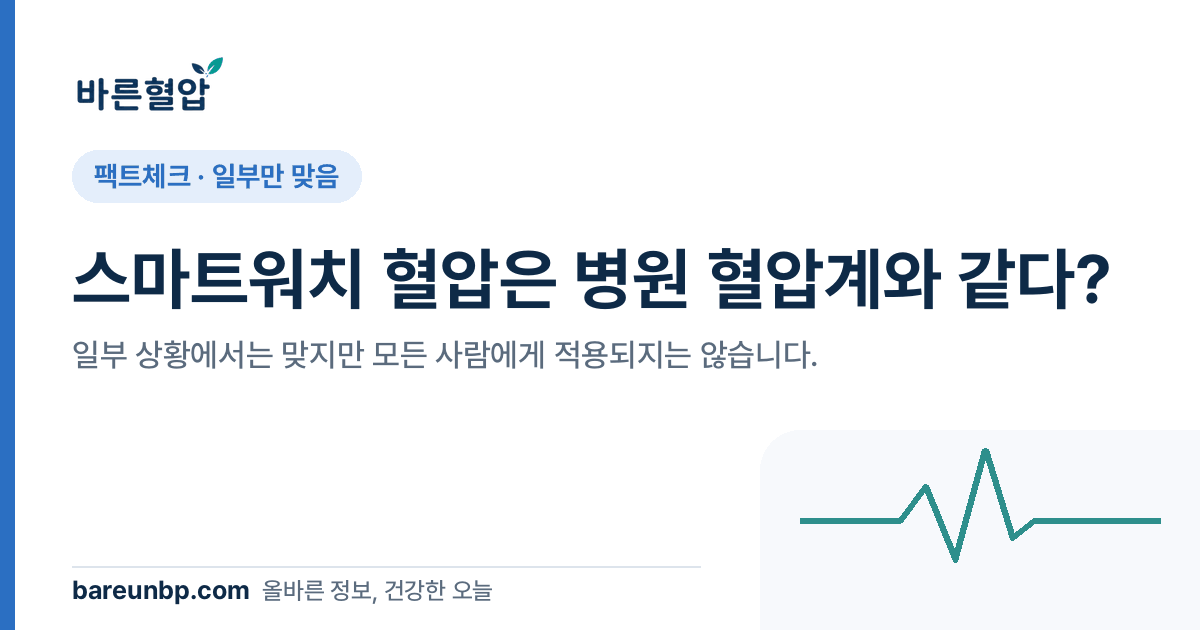 바른혈압
팩트체크 · 일부만 맞음
스마트워치 혈압은 병원 혈압계와 같다?
일부 상황에서는 맞지만 모든 사람에게 적용되지는 않습니다.
bareunbp.com 올바른 정보, 건강한 오늘